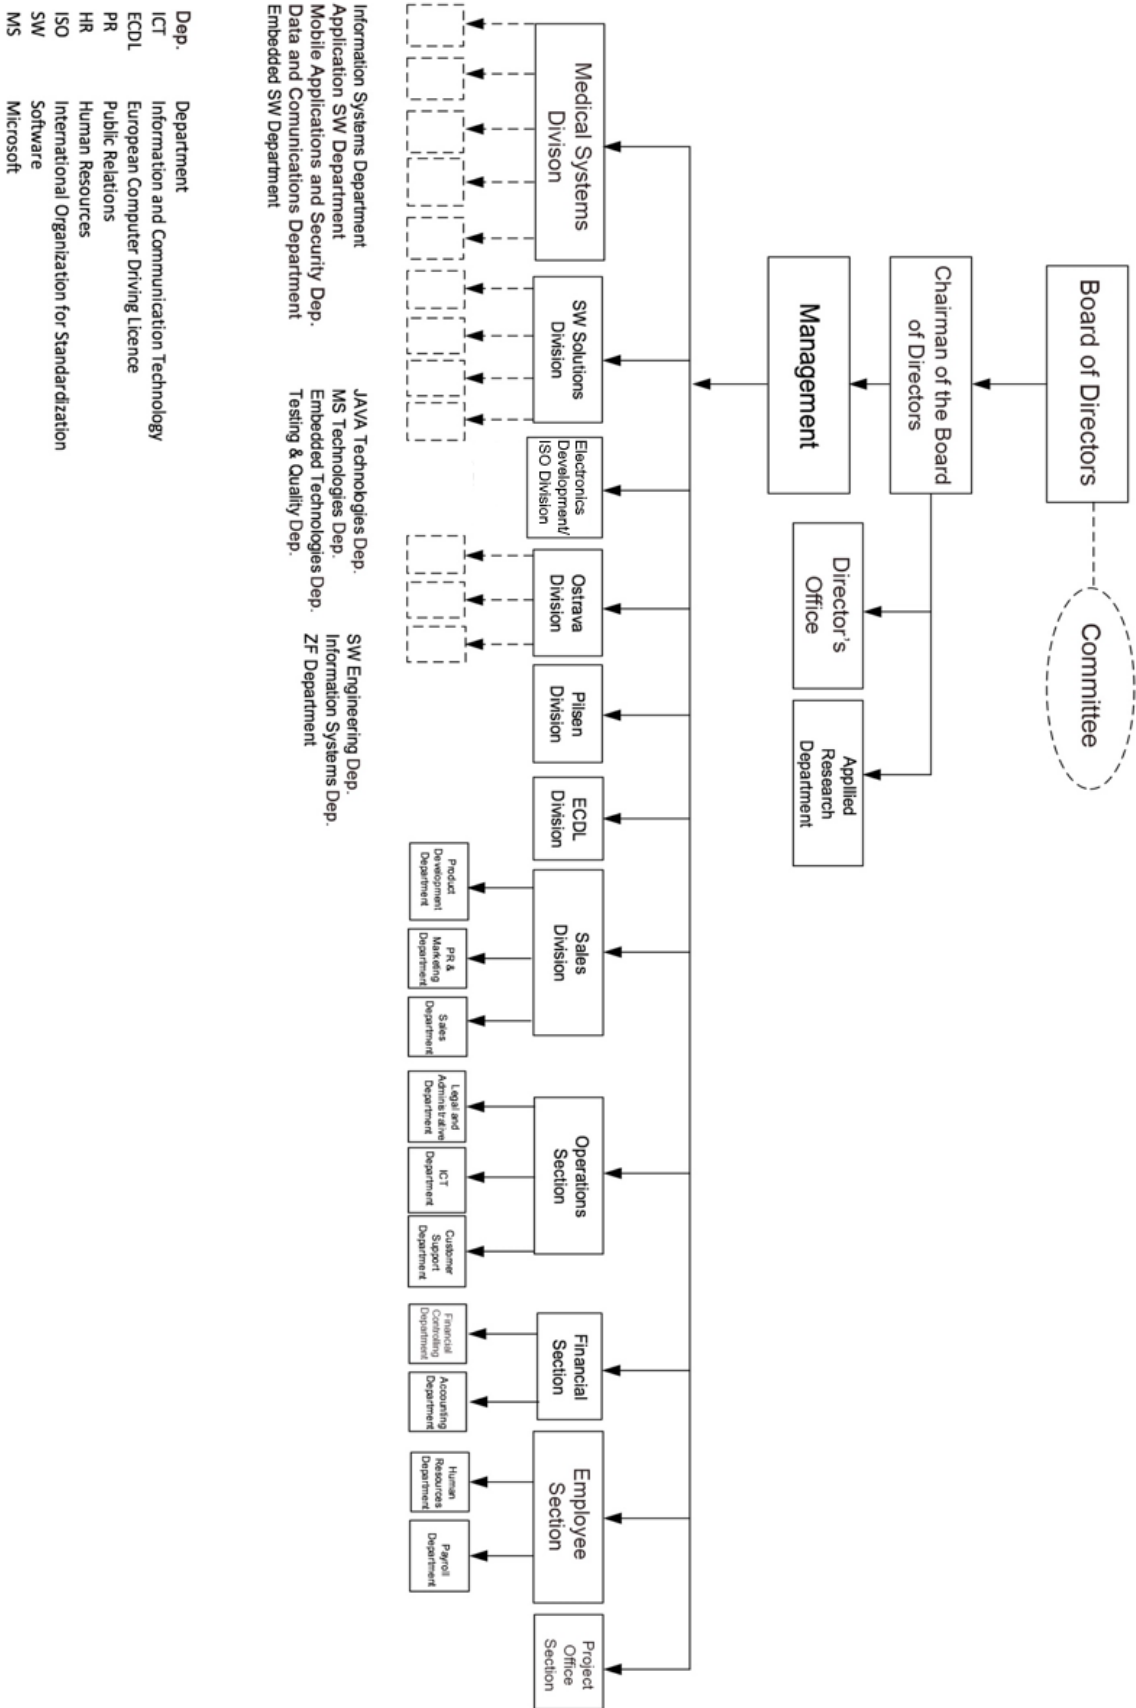 Board of Directors
Committee
Chairman of the Board
of Directors
Director's
Office
Appllied
Research
Department
Management
Medical Systems
Divison
SW Solutions
Division
Electronics
Development/
ISO Division
Ostrava
Division
Pilsen
Division
ECDL
Division
Sales
Division
Operations
Section
Financial
Section
Employee
Section
Project
Office
Section
Product
Development
Department
PR &
Marketing
Department
Sales
Department
Legal and
Administrative
Department
ICT
Department
Customer
Support
Department
Financial
Controlling
Department
Accounting
Department
Human
Resources
Department
Payroll
Department
Information Systems Department
Application SW Department
Mobile Applications and Security Dep.
Data and Comunications Department
Embedded SW Department
JAVA Technologies Dep.
MS Technologies Dep.
Embedded Technologies Dep.
Testing & Quality Dep.
SW Engineering Dep.
Information Systems Dep.
ZF Department
Dep. Department
ICT Information and Communication Technology
ECDL European Computer Driving Licence
PR Public Relations
HR Human Resources
ISO International Organization for Standardization
SW Software
MS Microsoft